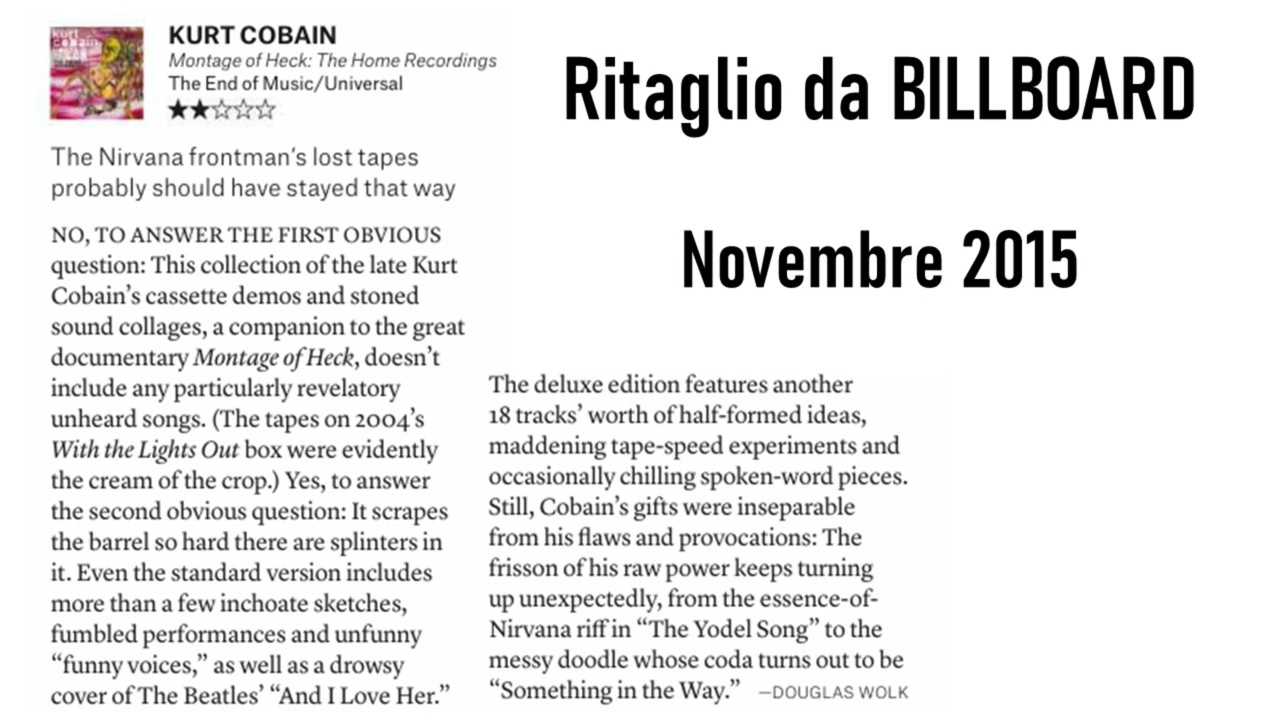 KURT COBAIN
Montage of Heck: The Home Recordings
The End of Music/Universal
★★☆☆☆
The Nirvana frontman's lost tapes
probably should have stayed that way
NO, TO ANSWER THE FIRST OBVIOUS
question: This collection of the late Kurt
Cobain's cassette demos and stoned
sound collages, a companion to the great
documentary Montage of Heck, doesn't
include any particularly revelatory
unheard songs. (The tapes on 2004's
With the Lights Out box were evidently
the cream of the crop.) Yes, to answer
the second obvious question: It scrapes
the barrel so hard there are splinters in
it. Even the standard version includes
more than a few inchoate sketches,
fumbled performances and unfunny
“funny voices,” as well as a drowsy
cover of The Beatles' “And I Love Her.”
The deluxe edition features another
18 tracks' worth of half-formed ideas,
maddening tape-speed experiments and
occasionally chilling spoken-word pieces.
Still, Cobain's gifts were inseparable
from his flaws and provocations: The
frisson of his raw power keeps turning
up unexpectedly, from the essence-of-
Nirvana riff in “The Yodel Song” to the
messy doodle whose coda turns out to be
“Something in the Way.” —DOUGLAS WOLK
Ritaglio da BILLBOARD
Novembre 2015
kurt
cobain